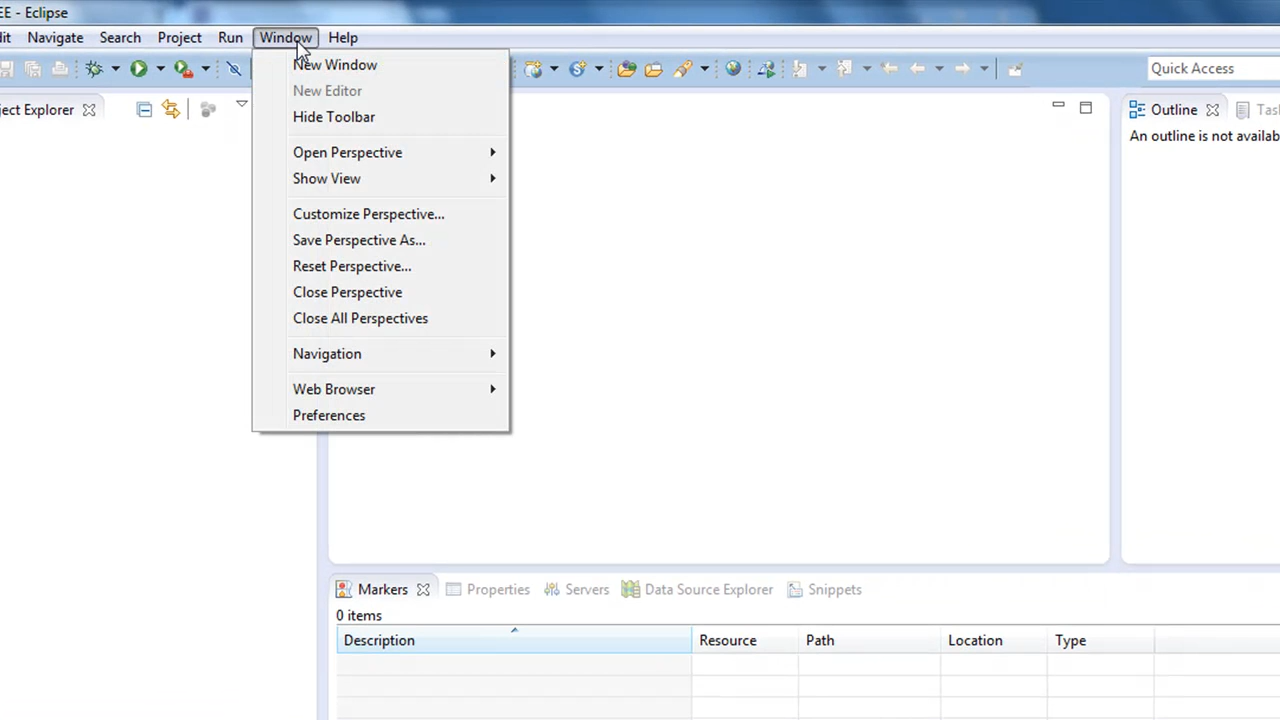 EE - Eclipse
it Navigate Search Project Run Window Help
Quick Access
ject Explorer
New Window
New Editor
Hide Toolbar
Open Perspective
Show View
Customize Perspective...
Save Perspective As...
Reset Perspective...
Close Perspective
Close All Perspectives
Navigation
Web Browser
Preferences
Outline Tas
An outline is not availab
Markers Properties Servers Data Source Explorer Snippets
0 items
Description Resource Path Location Type